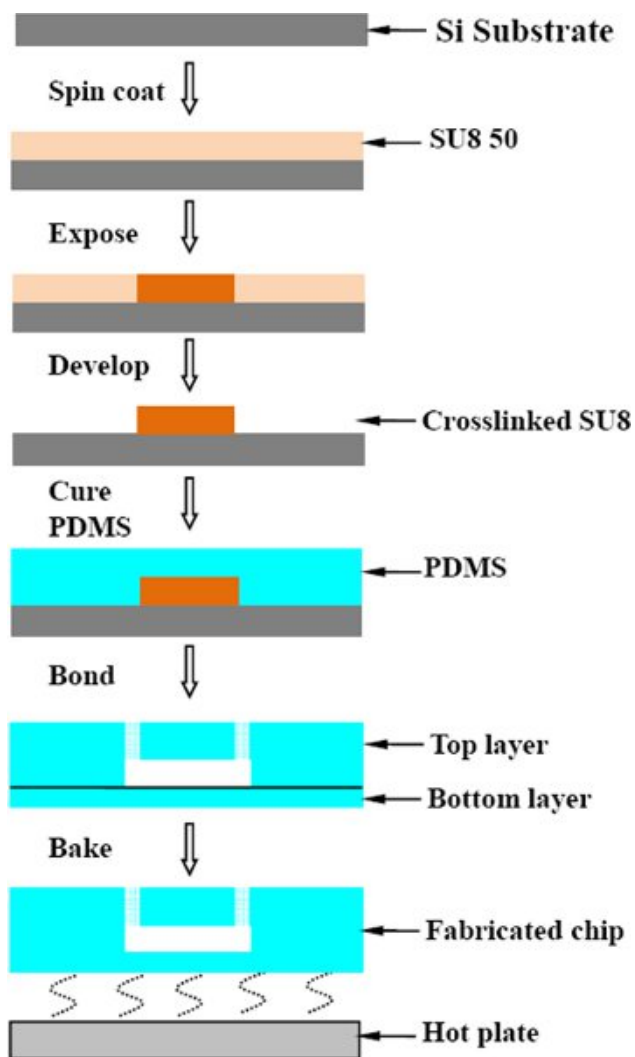 Si Substrate
Spin coat
SU8 50
Expose
Develop
Crosslinked SU8
Cure
PDMS
PDMS
Bond
Top layer
Bottom layer
Bake
Fabricated chip
Hot plate